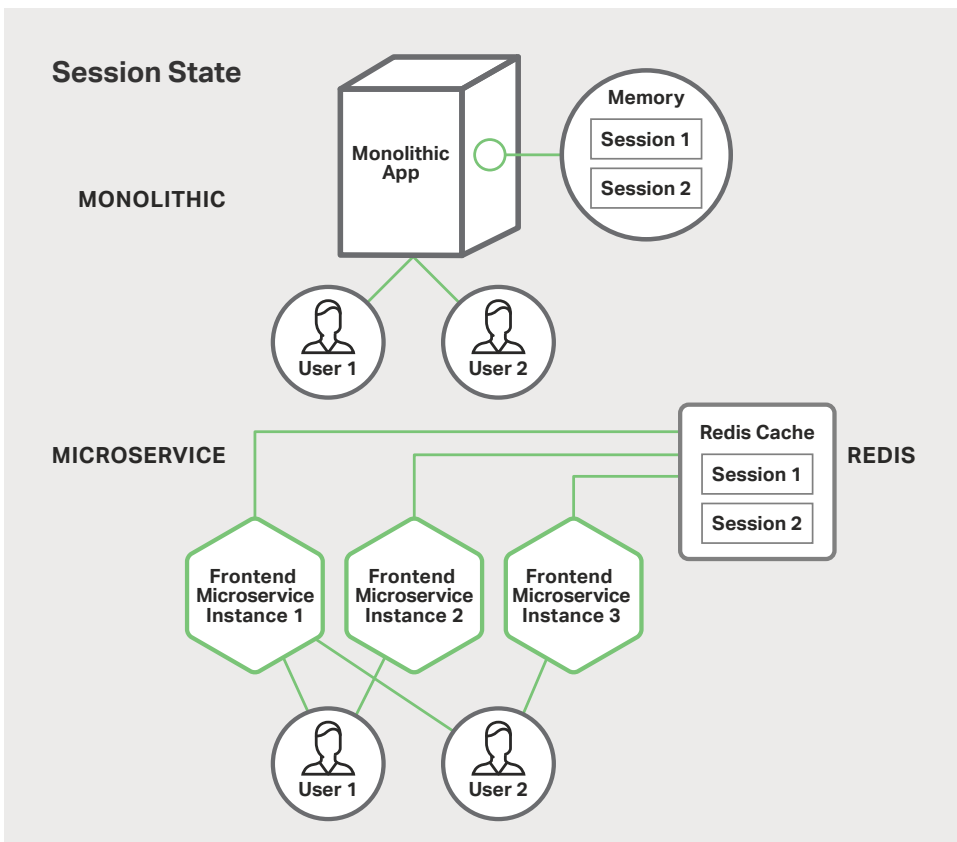 Session State
Memory
Session 1
Session 2
Monolithic
App
MONOLITHIC
User 1
User 2
MICROSERVICE
Redis Cache
Session 1
Session 2
REDIS
Frontend
Microservice
Instance 1
Frontend
Microservice
Instance 2
Frontend
Microservice
Instance 3
User 1
User 2